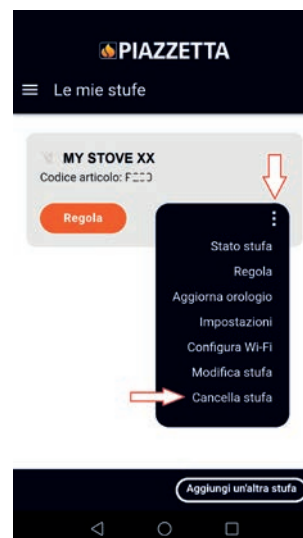 PIAZZETTA
Le mie stufe
MY STOVE XX
Codice articolo:
Regola
Stato stufa
Regola
Aggiorna orologio
Impostazioni
Configura Wi-Fi
Modifica stufa
Cancella stufa
Aggiungi un'altra stufa